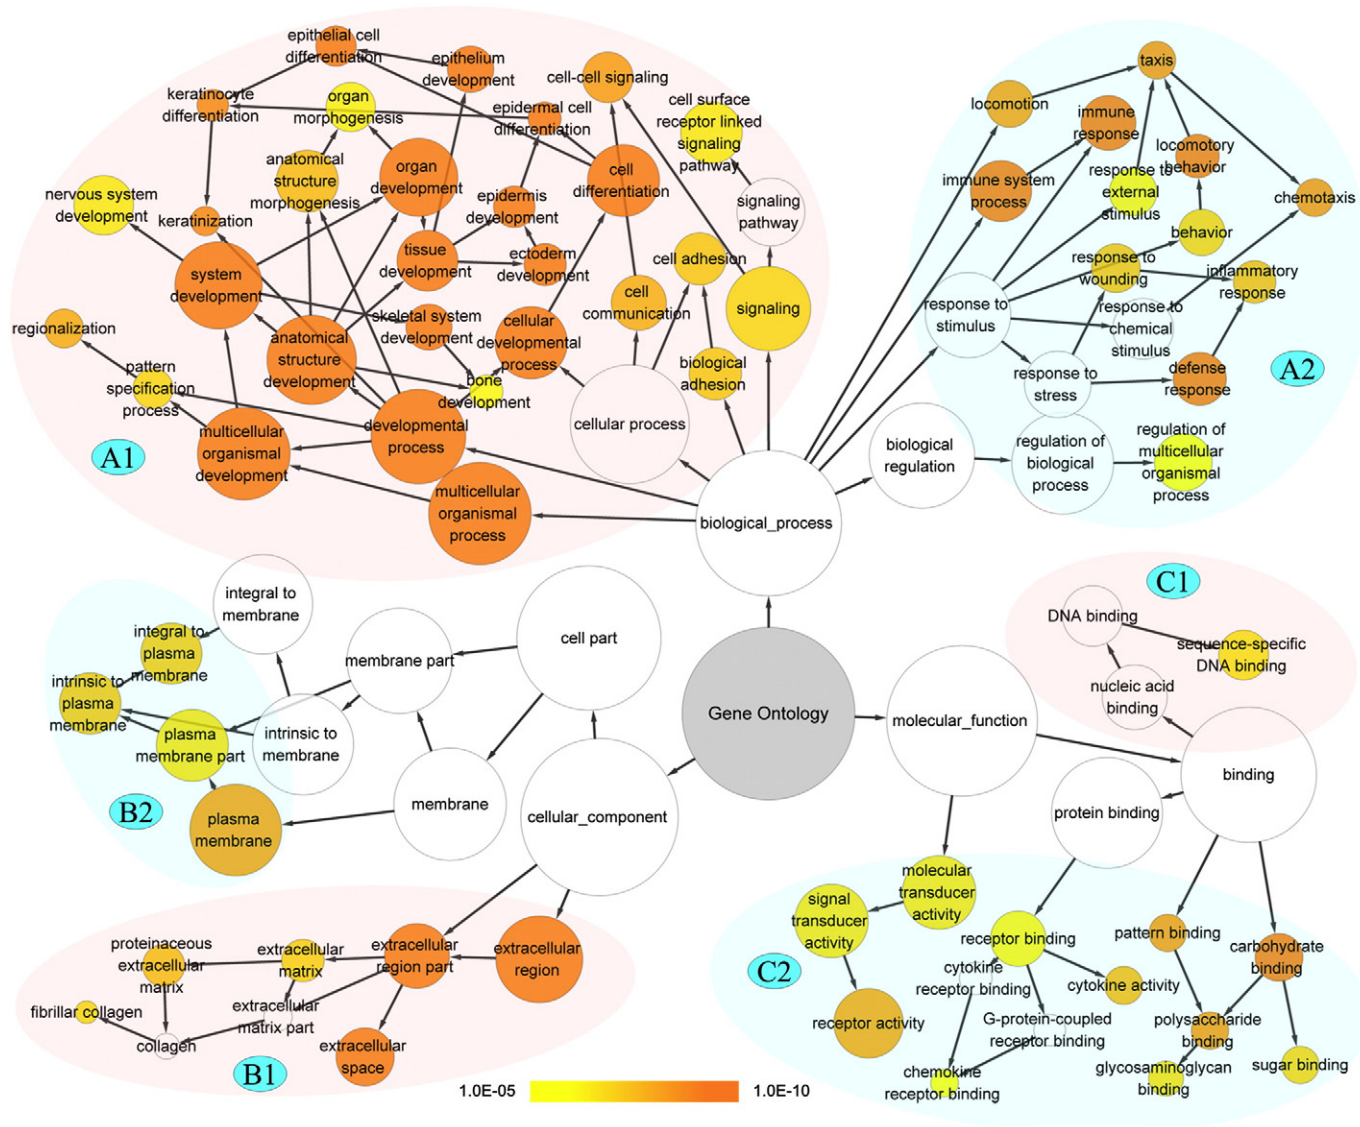 epithelial cell
differentiation
epithelium
development
cell-cell signaling
keratinocyte
differentiation
organ
morphogenesis
epidermal cell
differentiation
cell surface
receptor linked
signaling
pathway
anatomical
structure
morphogenesis
organ
development
cell
differentiation
nervous system
development
keratinization
epidermis
development
signaling
pathway
system
development
tissue
development
ectoderm
development
cell adhesion
cell
communication
signaling
regionalization
skeletal system
development
cellular
developmental
process
anatomical
structure
development
pattern
specification
process
bone
development
biological
adhesion
A1
multicellular
organismal
development
developmental
process
cellular process
multicellular
organismal
process
biological_process
taxis
locomotion
immune
response
locomotory
behavior
immune system
process
response to
external
stimulus
chemotaxis
behavior
response to
wounding
inflammatory
response
response to
stimulus
response to
chemical
stimulus
response to
stress
defense
response
A2
biological
regulation
regulation of
biological
process
regulation of
multicellular
organismal
process
integral to
membrane
integral to
plasma
membrane
membrane part
cell part
intrinsic to
plasma
membrane
plasma
membrane part
intrinsic to
membrane
B2
plasma
membrane
membrane
cellular_component
Gene Ontology
molecular_function
C1
DNA binding
sequence-specific
DNA binding
nucleic acid
binding
binding
protein binding
proteinaceous
extracellular
matrix
extracellular
matrix
extracellular
region part
extracellular
region
fibrillar collagen
extracellular
matrix part
collagen
extracellular
space
B1
molecular
transducer
activity
signal
transducer
activity
C2
receptor activity
receptor binding
cytokine
receptor binding
cytokine activity
pattern binding
carbohydrate
binding
G-protein-coupled
receptor binding
polysaccharide
binding
chemokine
receptor binding
glycosaminoglycan
binding
sugar binding
1.0E-05
1.0E-10